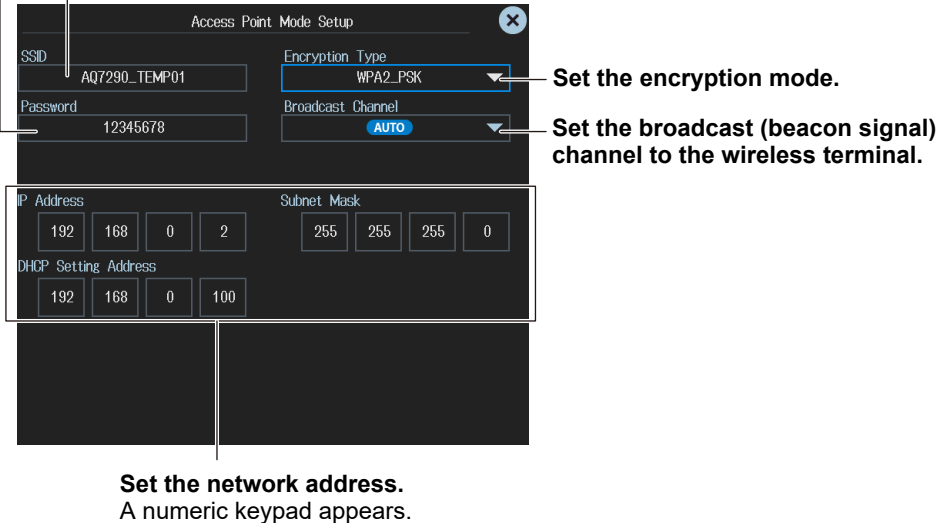 Access Point Mode Setup
SSID
AQ7290_TEMP01
Encryption Type
WPA2_PSK
Set the encryption mode.
Password
12345678
Broadcast Channel
AUTO
Set the broadcast (beacon signal)
channel to the wireless terminal.
IP Address
192 168 0 2
Subnet Mask
255 255 255 0
DHCP Setting Address
192 168 0 100
Set the network address.
A numeric keypad appears.